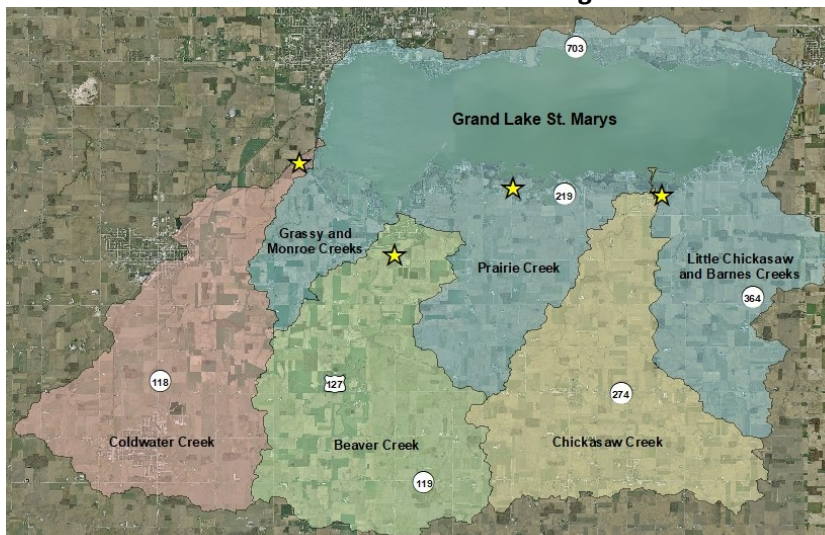 703
Grand Lake St. Marys
219
Grassy and
Monroe Creeks
Prairie Creek
Little Chickasaw
and Barnes Creeks
364
118
127
274
Coldwater Creek
Beaver Creek
Chickasaw Creek
119